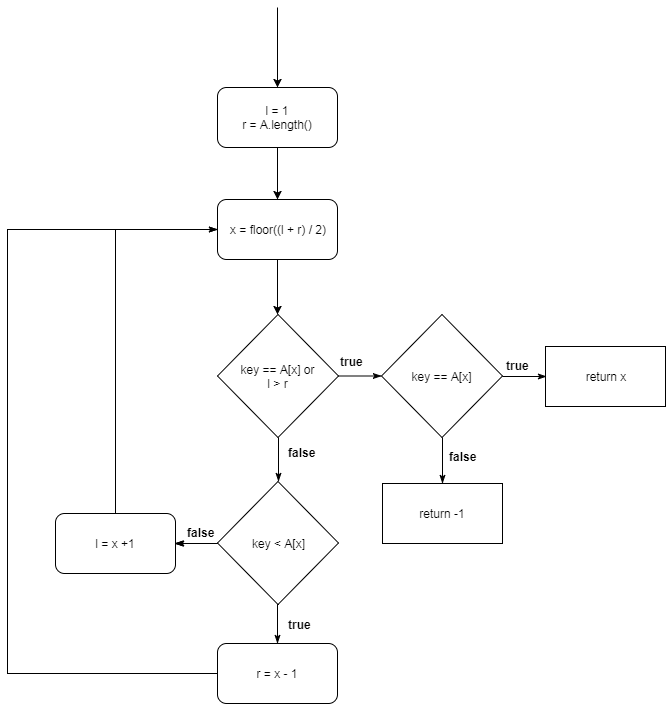 l = 1
r = A.length()
x = floor((l + r) / 2)
key == A[x] or
l > r
true
key == A[x]
true
return x
false
false
return -1
key < A[x]
false
l = x +1
true
r = x - 1